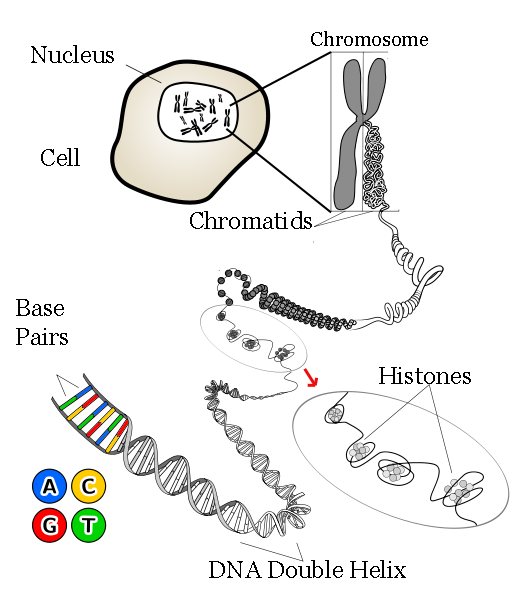 Chromosome
Nucleus
Cell
Chromatids
Base
Pairs
Histones
A C
G T
DNA Double Helix